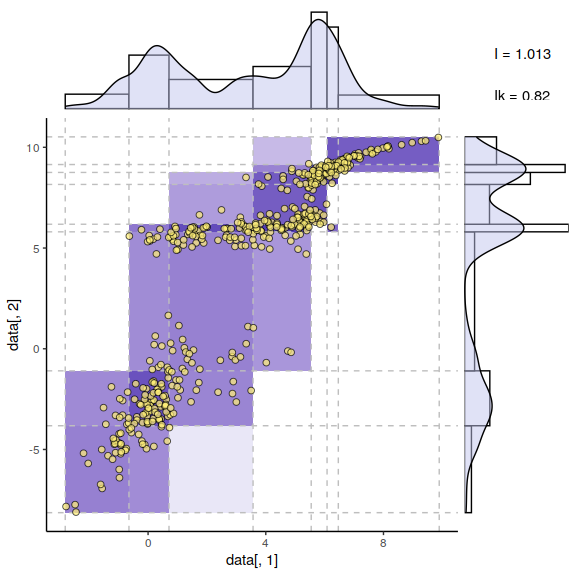 I = 1.013
Ik = 0.82
10
5
0
-5
data[, 2]
0 4 8
data[, 1]